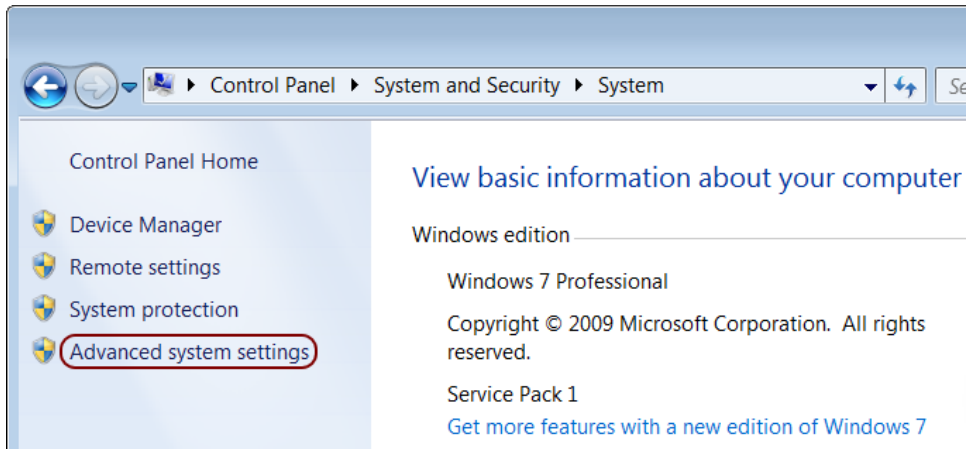 Control Panel System and Security System
Control Panel Home
Device Manager
Remote settings
System protection
Advanced system settings
View basic information about your computer
Windows edition
Windows 7 Professional
Copyright © 2009 Microsoft Corporation. All rights
reserved.
Service Pack 1
Get more features with a new edition of Windows 7